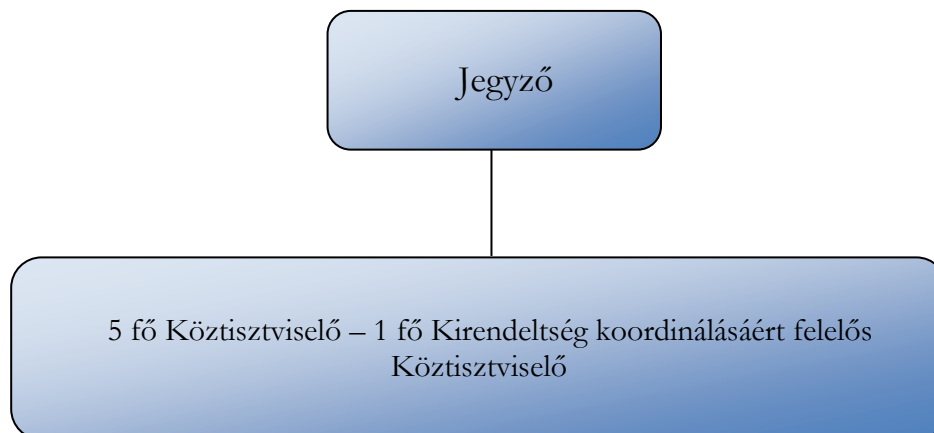 Jegyző
5 fő Köztisztviselő – 1 fő Kirendeltség koordinálásáért felelős
Köztisztviselő